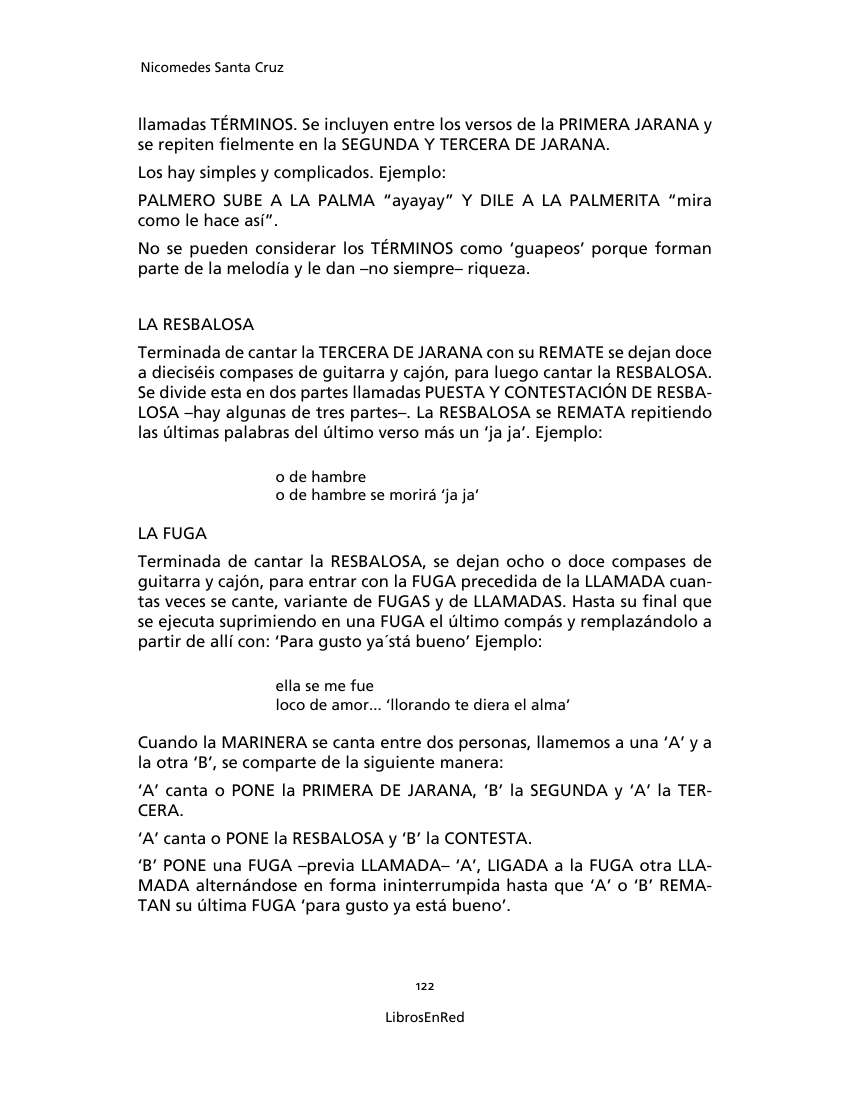 Nicomedes Santa Cruz
llamadas TÉRMINOS. Se incluyen entre los versos de la PRIMERA JARANA y
se repiten fielmente en la SEGUNDA Y TERCERA DE JARANA.
Los hay simples y complicados. Ejemplo:
PALMERO SUBE A LA PALMA “ayayay” Y DILE A LA PALMERITA “mira
como le hace así”.
No se pueden considerar los TÉRMINOS como ‘guapeos’ porque forman
parte de la melodía y le dan –no siempre– riqueza.
LA RESBALOSA
Terminada de cantar la TERCERA DE JARANA con su REMATE se dejan doce
a dieciséis compases de guitarra y cajón, para luego cantar la RESBALOSA.
Se divide esta en dos partes llamadas PUESTA Y CONTESTACIÓN DE RESBA-
LOSA –hay algunas de tres partes–. La RESBALOSA se REMATA repitiendo
las últimas palabras del último verso más un ‘ja ja’. Ejemplo:
o de hambre
o de hambre se morirá ‘ja ja’
LA FUGA
Terminada de cantar la RESBALOSA, se dejan ocho o doce compases de
guitarra y cajón, para entrar con la FUGA precedida de la LLAMADA cuan-
tas veces se cante, variante de FUGAS y de LLAMADAS. Hasta su final que
se ejecuta suprimiendo en una FUGA el último compás y remplazándolo a
partir de allí con: ‘Para gusto ya´stá bueno’ Ejemplo:
ella se me fue
loco de amor... ‘llorando te diera el alma’
Cuando la MARINERA se canta entre dos personas, llamemos a una ‘A’ y a
la otra ‘B’, se comparte de la siguiente manera:
‘A’ canta o PONE la PRIMERA DE JARANA, ‘B’ la SEGUNDA y ‘A’ la TER-
CERA.
‘A’ canta o PONE la RESBALOSA y ‘B’ la CONTESTA.
‘B’ PONE una FUGA –previa LLAMADA– ‘A’, LIGADA a la FUGA otra LLA-
MADA alternándose en forma ininterrumpida hasta que ‘A’ o ‘B’ REMA-
TAN su última FUGA ‘para gusto ya está bueno’.
122
LibrosEnRed